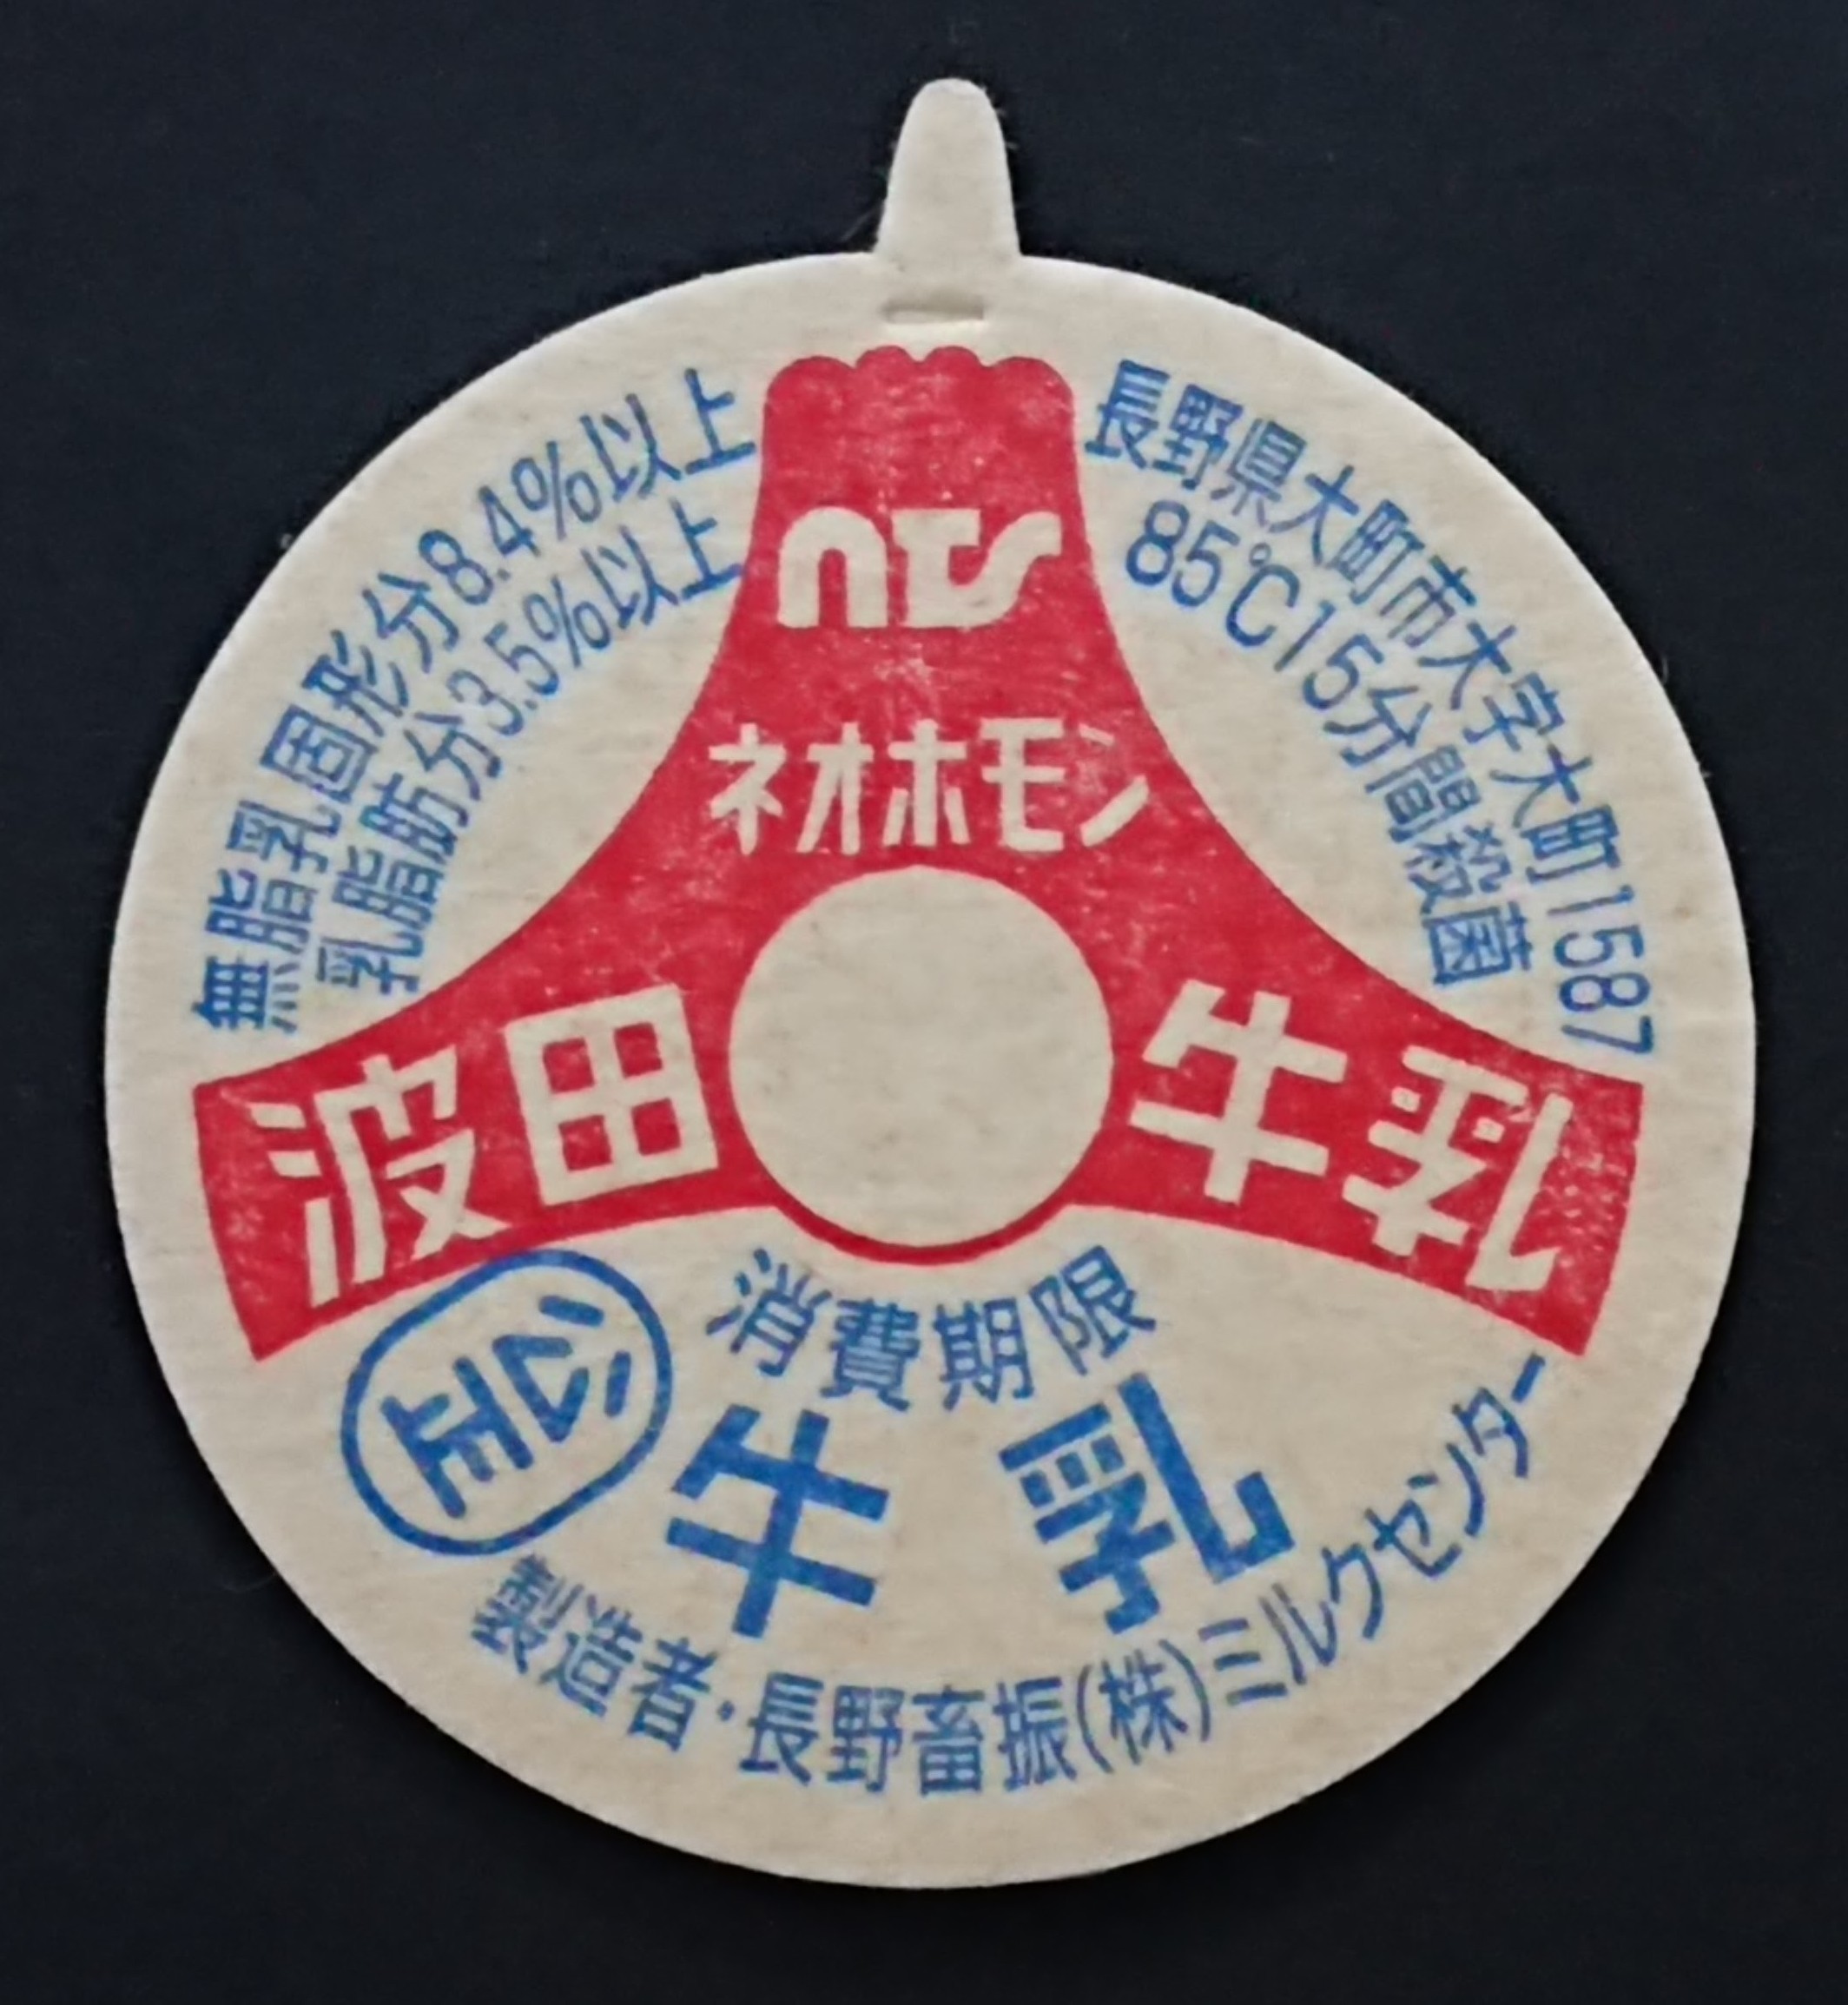 無脂乳固形分8.4%以上
乳脂肪分3.5%以上
長野県大町市大字大町1587
85℃15分間殺菌
ネオホモン
波田
牛乳
公正
消費期限
牛乳
製造者・長野畜振(株)ミルクセンター